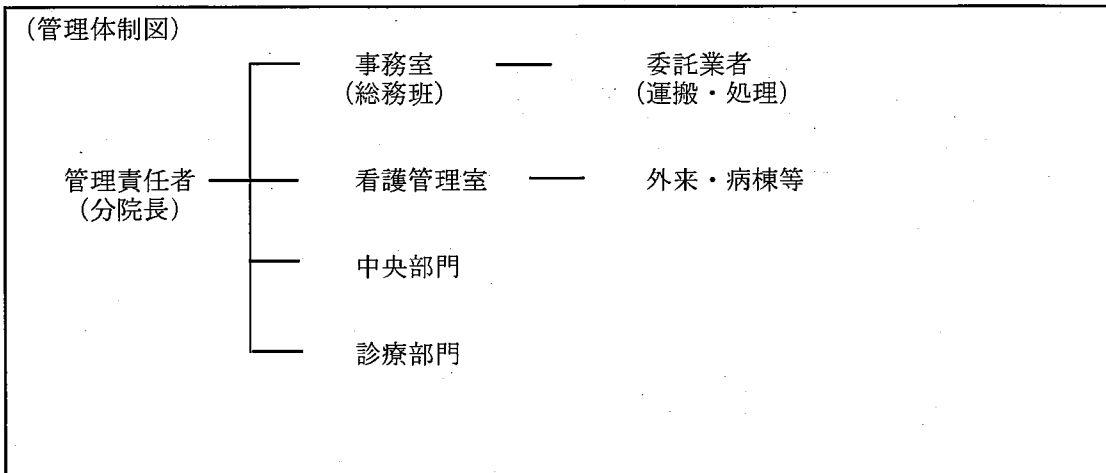 (管理体制図)
事務室 委託業者
(総務班) (運搬・処理)
管理責任者 看護管理室 外来・病棟等
(分院長)
中央部門
診療部門